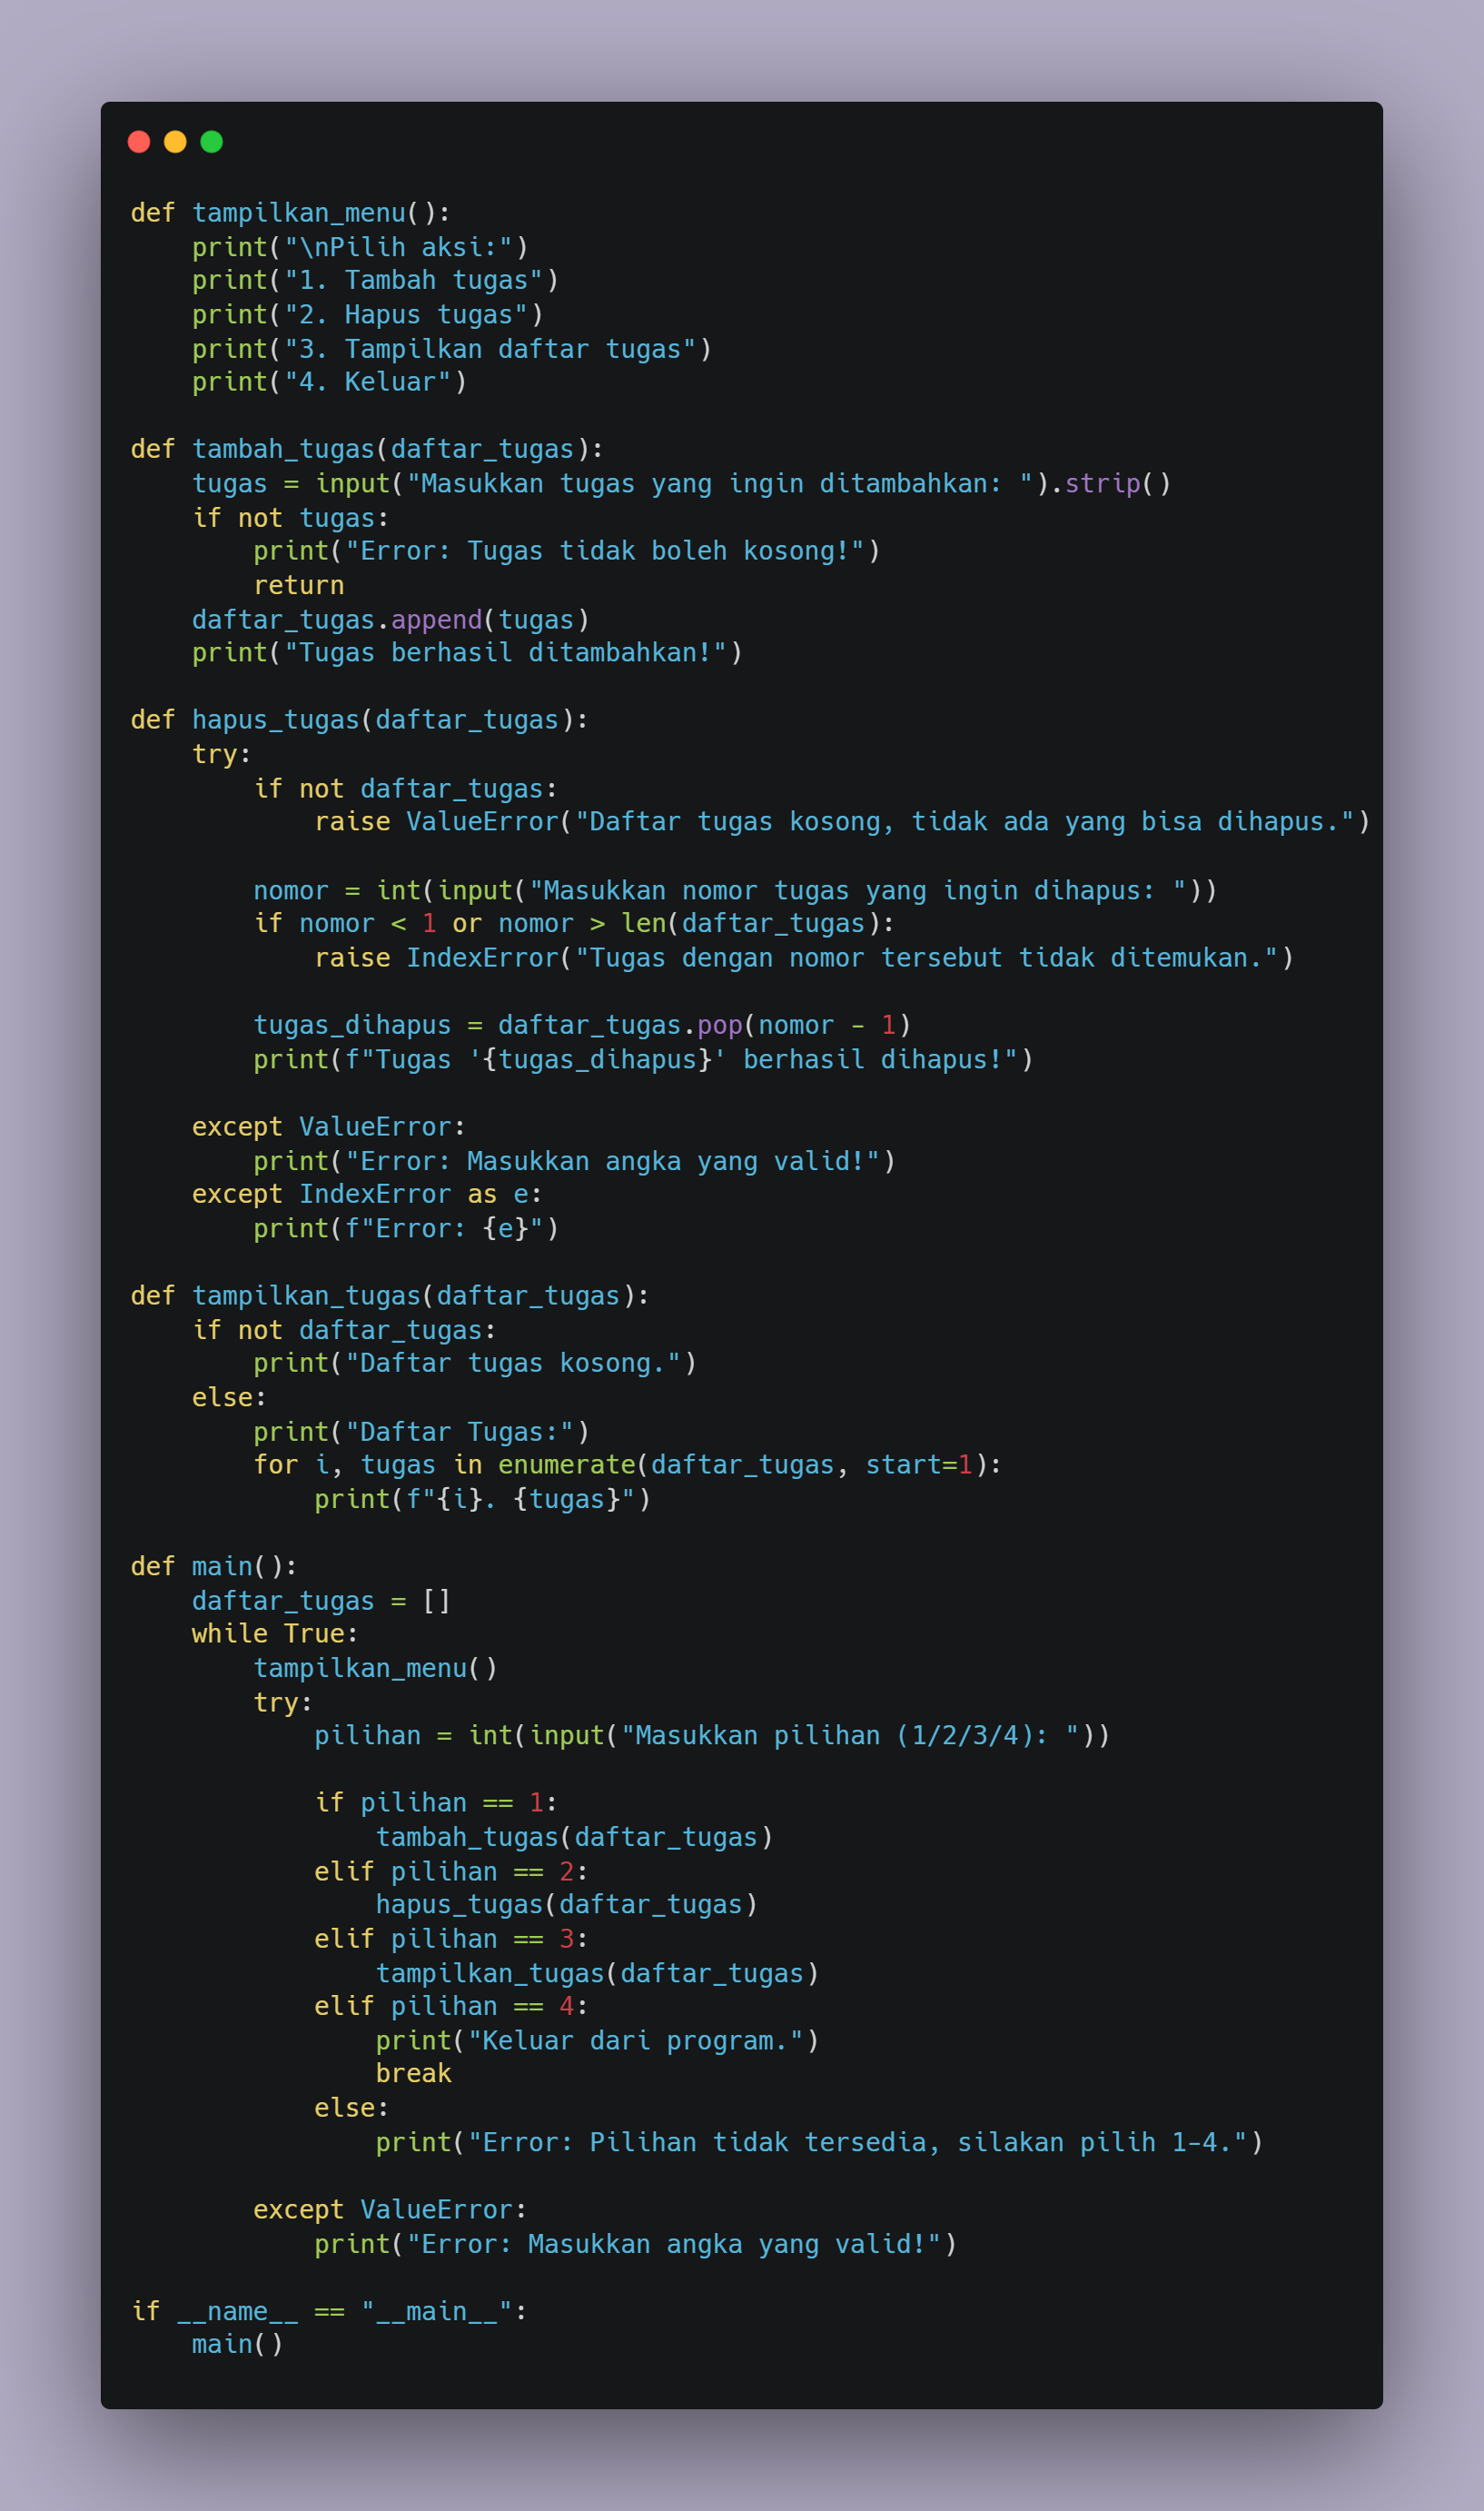 def tampilkan_menu():
    print("\nPilih aksi:")
    print("1. Tambah tugas")
    print("2. Hapus tugas")
    print("3. Tampilkan daftar tugas")
    print("4. Keluar")

def tambah_tugas(daftar_tugas):
    tugas = input("Masukkan tugas yang ingin ditambahkan: ").strip()
    if not tugas:
        print("Error: Tugas tidak boleh kosong!")
        return
    daftar_tugas.append(tugas)
    print("Tugas berhasil ditambahkan!")

def hapus_tugas(daftar_tugas):
    try:
        if not daftar_tugas:
            raise ValueError("Daftar tugas kosong, tidak ada yang bisa dihapus.")

        nomor = int(input("Masukkan nomor tugas yang ingin dihapus: "))
        if nomor < 1 or nomor > len(daftar_tugas):
            raise IndexError("Tugas dengan nomor tersebut tidak ditemukan.")

        tugas_dihapus = daftar_tugas.pop(nomor - 1)
        print(f"Tugas '{tugas_dihapus}' berhasil dihapus!")

    except ValueError:
        print("Error: Masukkan angka yang valid!")
    except IndexError as e:
        print(f"Error: {e}")

def tampilkan_tugas(daftar_tugas):
    if not daftar_tugas:
        print("Daftar tugas kosong.")
    else:
        print("Daftar Tugas:")
        for i, tugas in enumerate(daftar_tugas, start=1):
            print(f"{i}. {tugas}")

def main():
    daftar_tugas = []
    while True:
        tampilkan_menu()
        try:
            pilihan = int(input("Masukkan pilihan (1/2/3/4): "))

            if pilihan == 1:
                tambah_tugas(daftar_tugas)
            elif pilihan == 2:
                hapus_tugas(daftar_tugas)
            elif pilihan == 3:
                tampilkan_tugas(daftar_tugas)
            elif pilihan == 4:
                print("Keluar dari program.")
                break
            else:
                print("Error: Pilihan tidak tersedia, silakan pilih 1-4.")

        except ValueError:
            print("Error: Masukkan angka yang valid!")

if __name__ == "__main__":
    main()